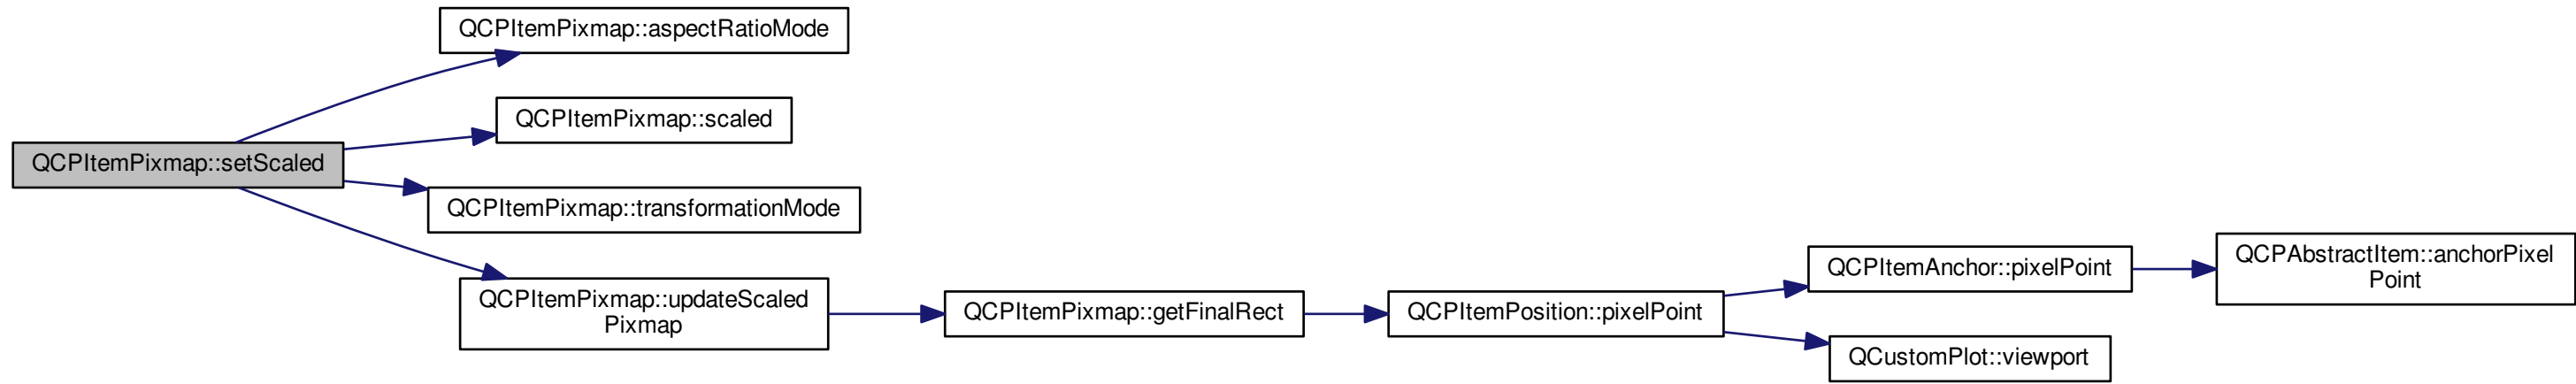 QCPItemPixmap::aspectRatioMode
QCPItemPixmap::scaled
QCPItemPixmap::setScaled
QCPItemPixmap::transformationMode
QCPItemPixmap::updateScaled
Pixmap
QCPItemPixmap::getFinalRect
QCPItemPosition::pixelPoint
QCPItemAnchor::pixelPoint
QCPAbstractItem::anchorPixel
Point
QCustomPlot::viewport